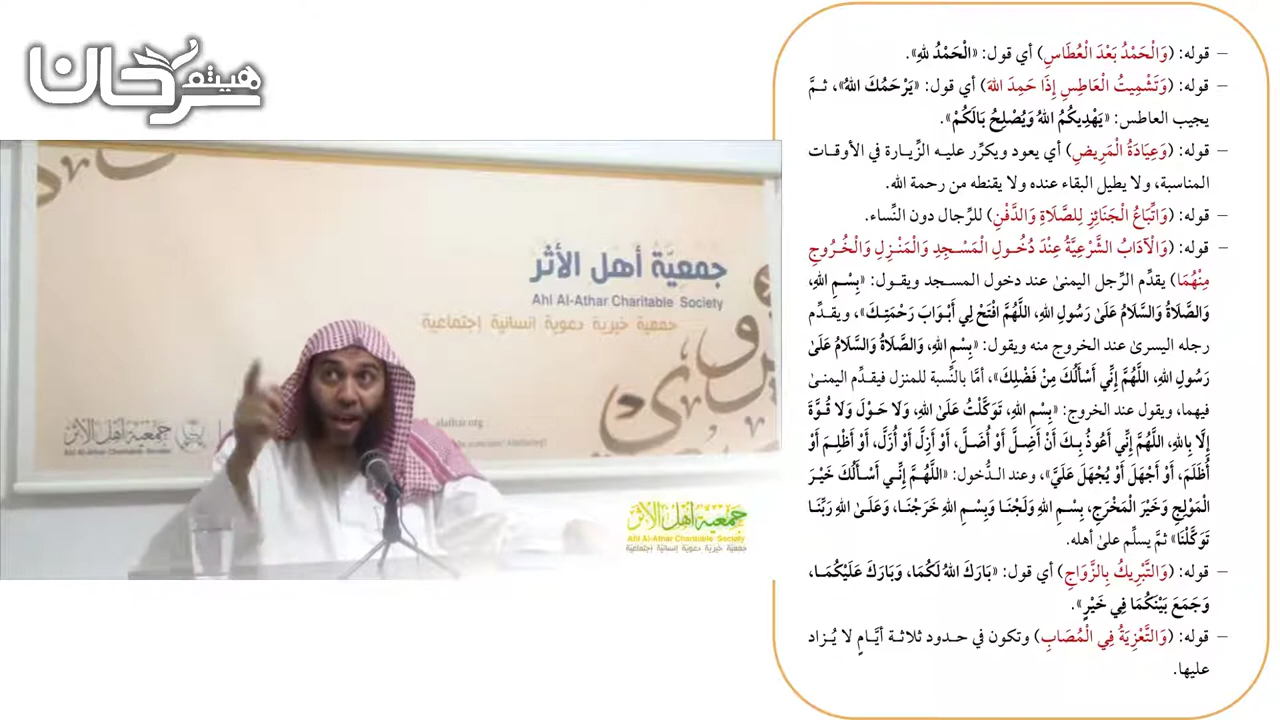 هيثم
سرحان
جمعيّة أهل الأثر
Ahl Al-Athar Charitable Society
جمعية خيرية دعوية إنسانية إجتماعية
جمعية أهل الأثر
Ahl Al-Athar Charitable Society
جمعية خيرية دعوية إنسانية إجتماعية
– قوله: (وَالْحَمْدُ بَعْدَ الْعُطَاسِ) أي قول: «الْحَمْدُ للهِ».
– قوله: (وَتَشْمِيتُ الْعَاطِسِ إِذَا حَمِدَ اللهَ) أي قول: «يَرْحَمُكَ اللهُ»، ثمَّ
يجيب العاطس: «يَهْدِيكُمُ اللهُ وَيُصْلِحُ بَالَكُمْ».
– قوله: (وَعِيَادَةُ الْمَرِيضِ) أي يعود ويكرِّر عليه الزِّيارة في الأوقات
المناسبة، ولا يطيل البقاء عنده ولا يقنطه من رحمة الله.
– قوله: (وَاتِّبَاعُ الْجَنَائِزِ لِلصَّلَاةِ وَالدَّفْنِ) للرِّجال دون النِّساء.
– قوله: (وَالْآدَابُ الشَّرْعِيَّةُ عِنْدَ دُخُولِ الْمَسْجِدِ وَالْمَنْزِلِ وَالْخُرُوجِ
مِنْهُمَا) يقدِّم الرِّجل اليمنىٰ عند دخول المسجد ويقول: «بِسْمِ اللهِ،
وَالصَّلَاةُ وَالسَّلَامُ عَلَىٰ رَسُولِ اللهِ، اللَّهُمَّ افْتَحْ لِي أَبْوَابَ رَحْمَتِكَ»، ويقدِّم
رجله اليسرىٰ عند الخروج منه ويقول: «بِسْمِ اللهِ، وَالصَّلَاةُ وَالسَّلَامُ عَلَىٰ
رَسُولِ اللهِ، اللَّهُمَّ إِنِّي أَسْأَلُكَ مِنْ فَضْلِكَ»، أمَّا بالنِّسبة للمنزل فيقدِّم اليمنىٰ
فيهما، ويقول عند الخروج: «بِسْمِ اللهِ، تَوَكَّلْتُ عَلَىٰ اللهِ، وَلَا حَوْلَ وَلَا قُوَّةَ
إِلَّا بِاللهِ، اللَّهُمَّ إِنِّي أَعُوذُ بِكَ أَنْ أَضِلَّ أَوْ أُضَلَّ، أَوْ أَزِلَّ أَوْ أُزَلَّ، أَوْ أَظْلِمَ أَوْ
أُظْلَمَ، أَوْ أَجْهَلَ أَوْ يُجْهَلَ عَلَيَّ»، وعند الدُّخول: «اللَّهُمَّ إِنِّي أَسْأَلُكَ خَيْرَ
الْمَوْلِجِ وَخَيْرَ الْمَخْرَجِ، بِسْمِ اللهِ وَلَجْنَا وَبِسْمِ اللهِ خَرَجْنَا، وَعَلَىٰ اللهِ رَبِّنَا
تَوَكَّلْنَا» ثمَّ يسلِّم علىٰ أهله.
– قوله: (وَالتَّبْرِيكُ بِالزَّوَاجِ) أي قول: «بَارَكَ اللهُ لَكُمَا، وَبَارَكَ عَلَيْكُمَا،
وَجَمَعَ بَيْنَكُمَا فِي خَيْرٍ».
– قوله: (وَالتَّعْزِيَةُ فِي الْمُصَابِ) وتكون في حدود ثلاثة أيَّامٍ لا يُزاد
عليها.